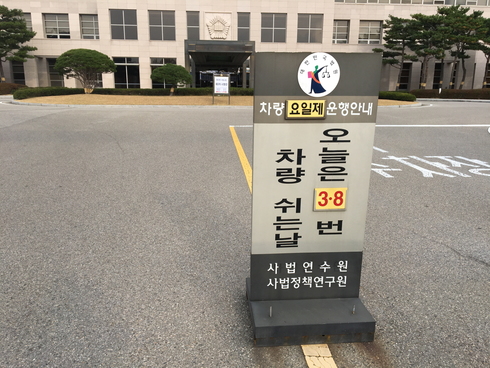 대한민국법원
차량 요일제 운행안내
오늘은 3·8 번
차량 쉬는날
사법연수원
사법정책연구원